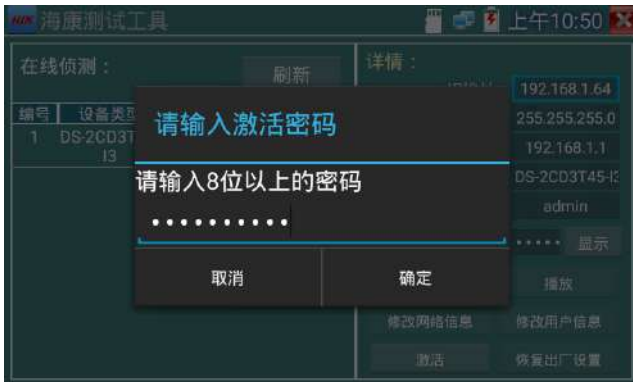 HIK 海康测试工具
上午10:50
在线侦测：
刷新
编号 设备类型
1 DS-2CD3T
I3
详情：
192.168.1.64
255.255.255.0
192.168.1.1
DS-2CD3T45-I3
admin
显示
播放
修改网络信息 修改用户信息
激活 恢复出厂设置
请输入激活密码
请输入8位以上的密码
••••••••••
取消 确定